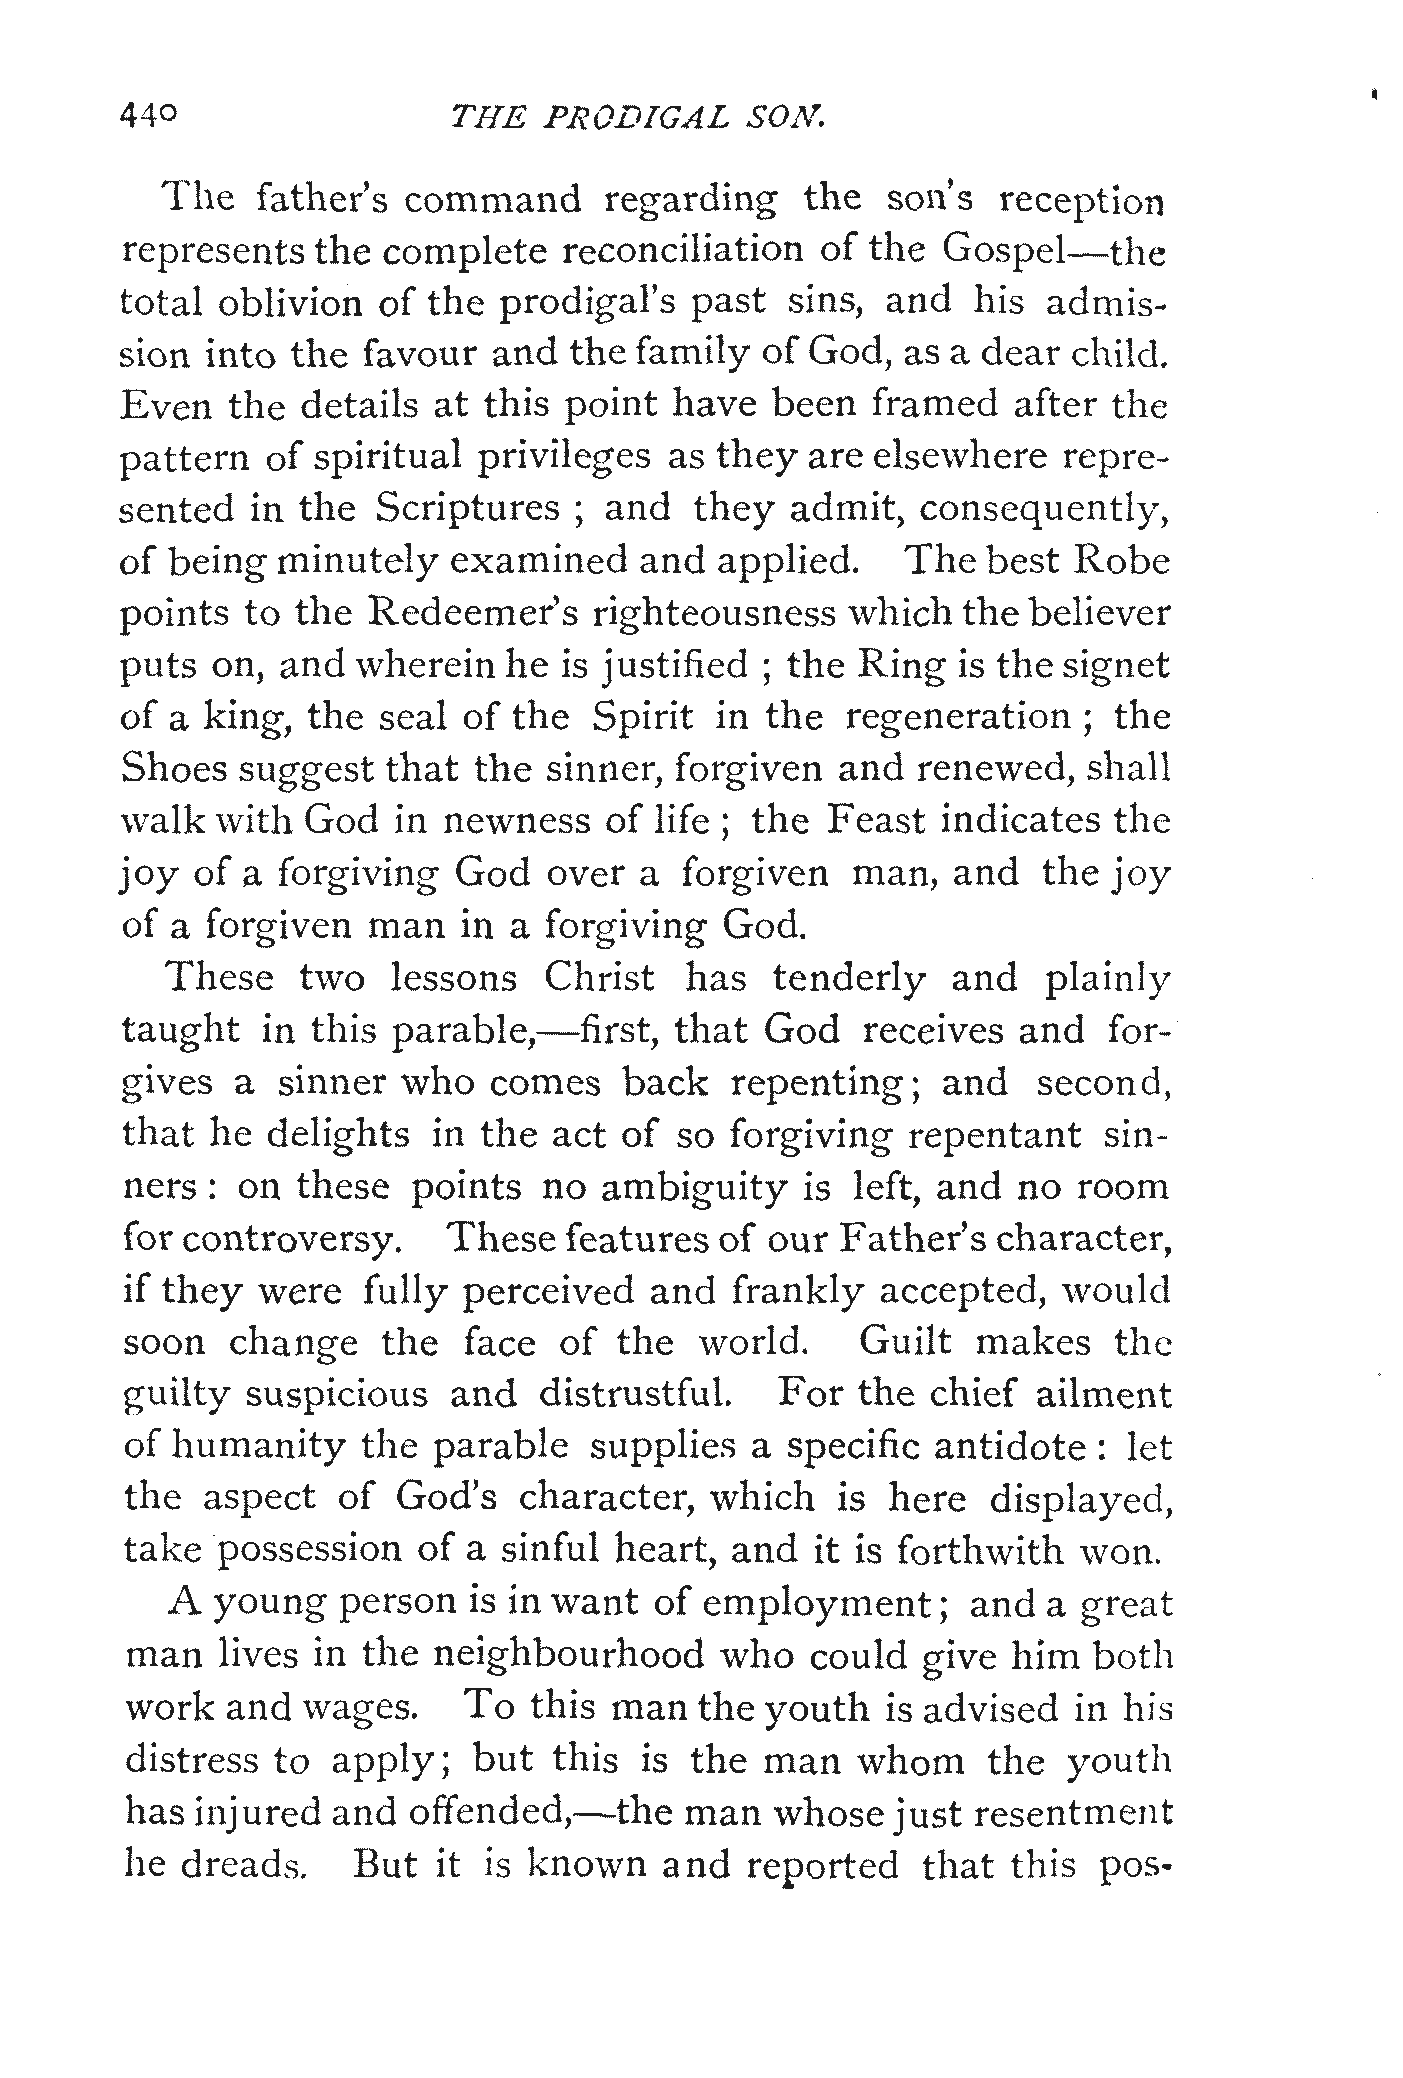 440 THE PRODIGAL SON.
The father's command regarding the son's reception
represents the complete reconciliation of the Gospel—the
total oblivion of the prodigal's past sins, and his admis-
sion into the favour and the family of God, as a dear child.
Even the details at this point have been framed after the
pattern of spiritual privileges as they are elsewhere repre-
sented in the Scriptures ; and they admit, consequently,
of being minutely examined and applied. The best Robe
points to the Redeemer's righteousness which the believer
puts on, and wherein he is justified ; the Ring is the signet
of a king, the seal of the Spirit in the regeneration ; the
Shoes suggest that the sinner, forgiven and renewed, shall
walk with God in newness of life ; the Feast indicates the
joy of a forgiving God over a forgiven man, and the joy
of a forgiven man in a forgiving God.
These two lessons Christ has tenderly and plainly
taught in this parable,—first, that God receives and for-
gives a sinner who comes back repenting; and second,
that he delights in the act of so forgiving repentant sin-
ners : on these points no ambiguity is left, and no room
for controversy. These features of our Father's character,
if they were fully perceived and frankly accepted, would
soon change the face of the world. Guilt makes the
guilty suspicious and distrustful. For the chief ailment
of humanity the parable supplies a specific antidote : let
the aspect of God's character, which is here displayed,
take possession of a sinful heart, and it is forthwith won.
A young person is in want of employment; and a great
man lives in the neighbourhood who could give him both
work and wages. To this man the youth is advised in his
distress to apply; but this is the man whom the youth
has injured and offended,—the man whose just resentment
he dreads. But it is known and reported that this pos-